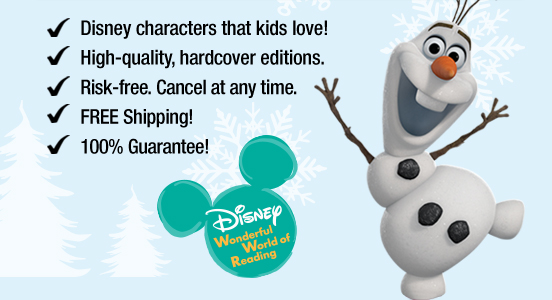 Disney characters that kids love!
High-quality, hardcover editions.
Risk-free. Cancel at any time.
FREE Shipping!
100% Guarantee!
Disney
Wonderful
World of
Reading